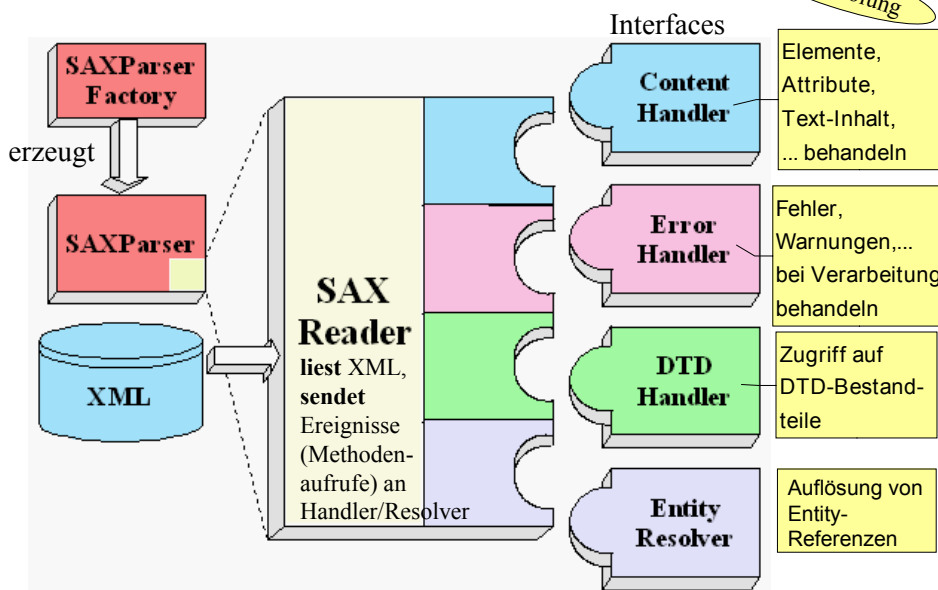 Interfaces
SAXParser
Factory
erzeugt
SAXParser
XML
SAX
Reader
liest XML,
sendet
Ereignisse
(Methoden-
aufrufe) an
Handler/Resolver
Content
Handler
Elemente,
Attribute,
Text-Inhalt,
... behandeln
Error
Handler
Fehler,
Warnungen,...
bei Verarbeitung
behandeln
DTD
Handler
Zugriff auf
DTD-Bestand-
teile
Entity
Resolver
Auflösung von
Entity-
Referenzen